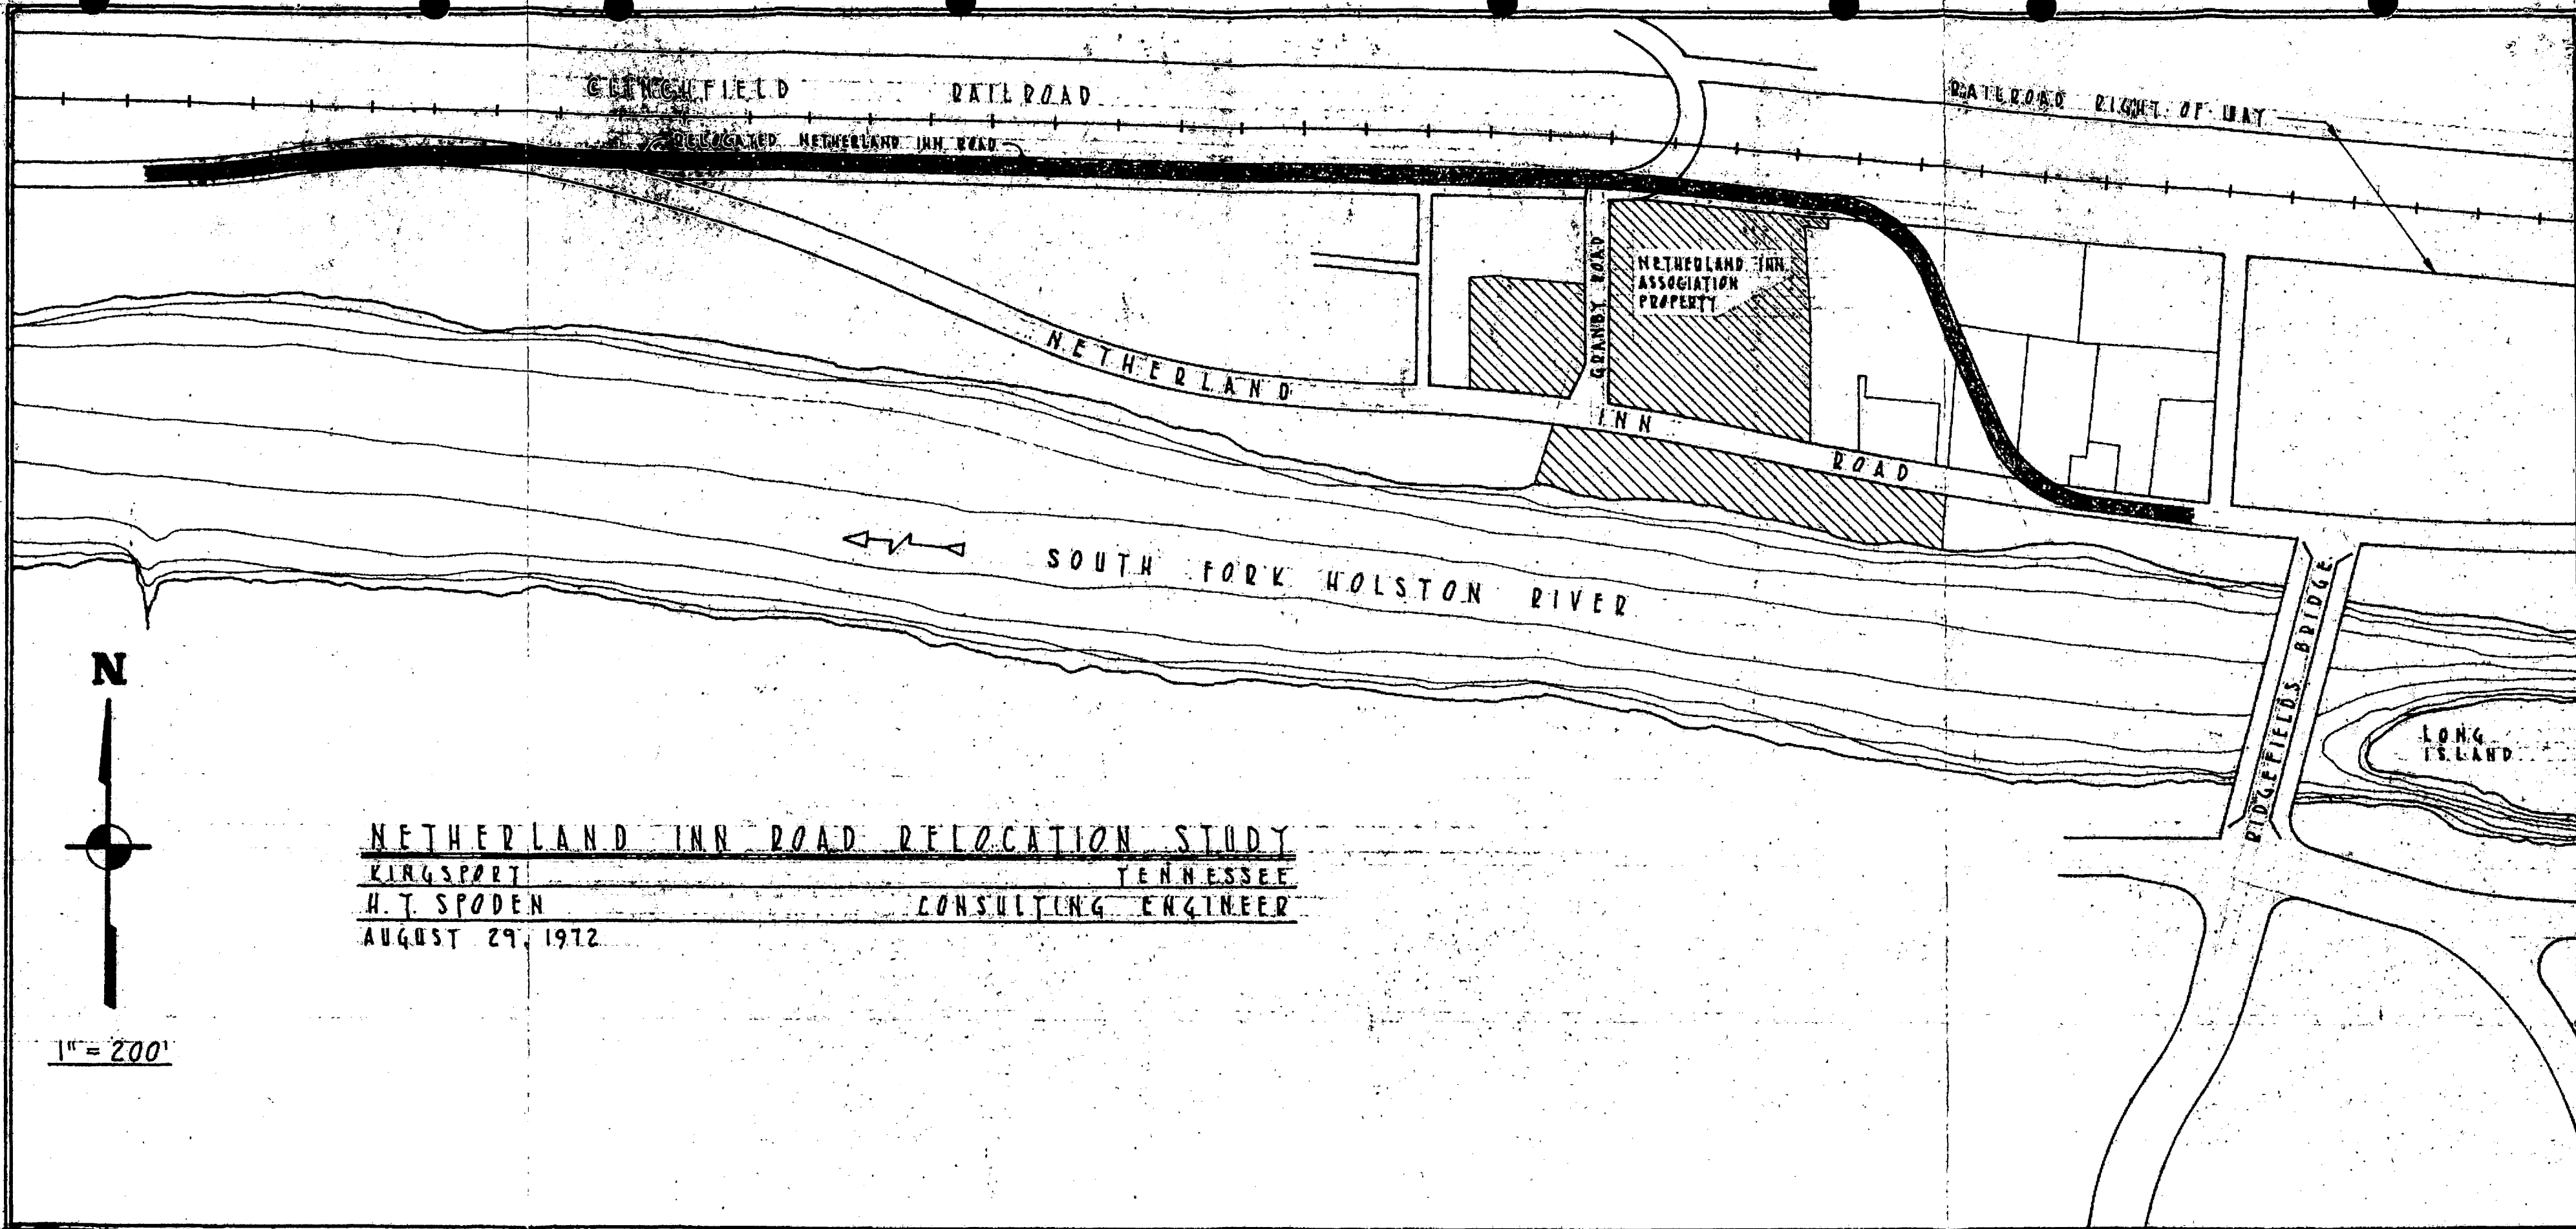 CLINCHFIELD RAILROAD
RAILROAD RIGHT OF WAY
RELOCATED NETHERLAND INN ROAD
NETHERLAND INN
ASSOCIATION
PROPERTY
GRANBY ROAD
NETHERLAND INN ROAD
SOUTH FORK HOLSTON RIVER
RIDGEFIELDS BRIDGE
LONG
ISLAND
N
1" = 200'
NETHERLAND INN ROAD RELOCATION STUDY
KINGSPORT TENNESSEE
H. T. SPODEN CONSULTING ENGINEER
AUGUST 29, 1972